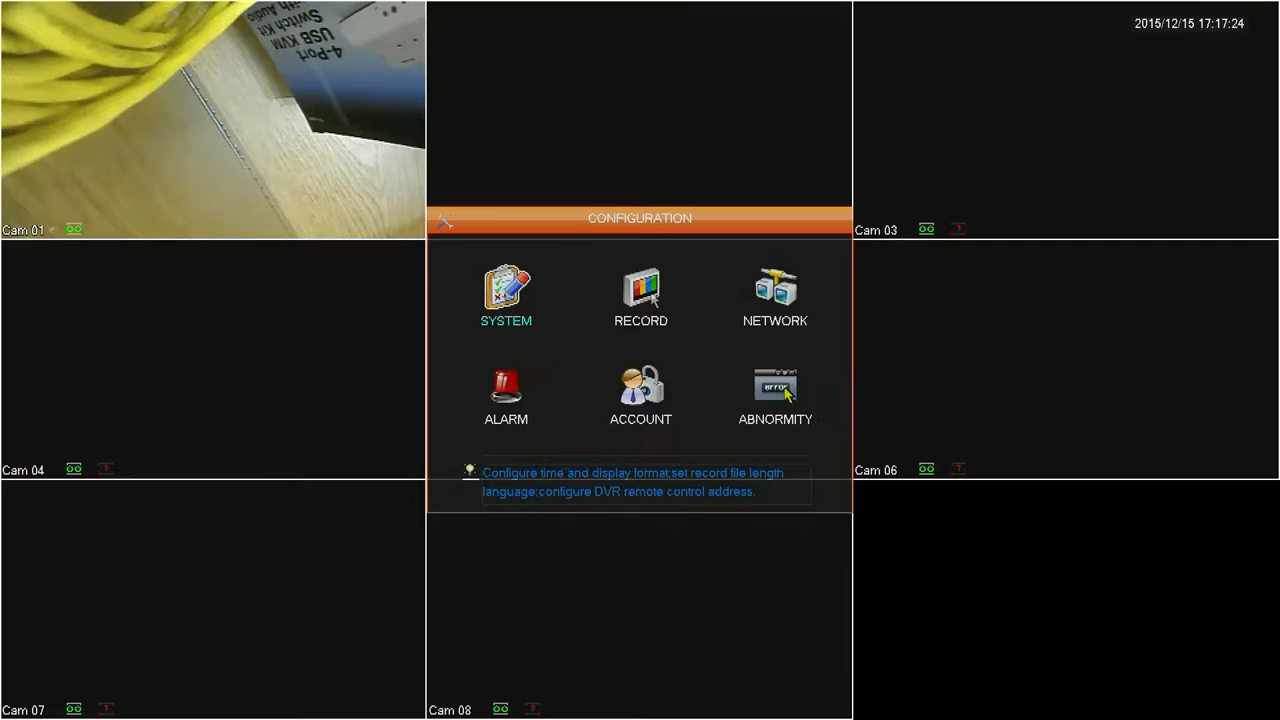 4-Port
USB KVM
Switch Kit
with Audio
2015/12/15 17:17:24
Cam 01
CONFIGURATION
Cam 03
SYSTEM
RECORD
NETWORK
ALARM
ACCOUNT
error
ABNORMITY
Cam 04
Configure time and display format;set record file length
language;configure DVR remote control address.
Cam 06
Cam 07
Cam 08